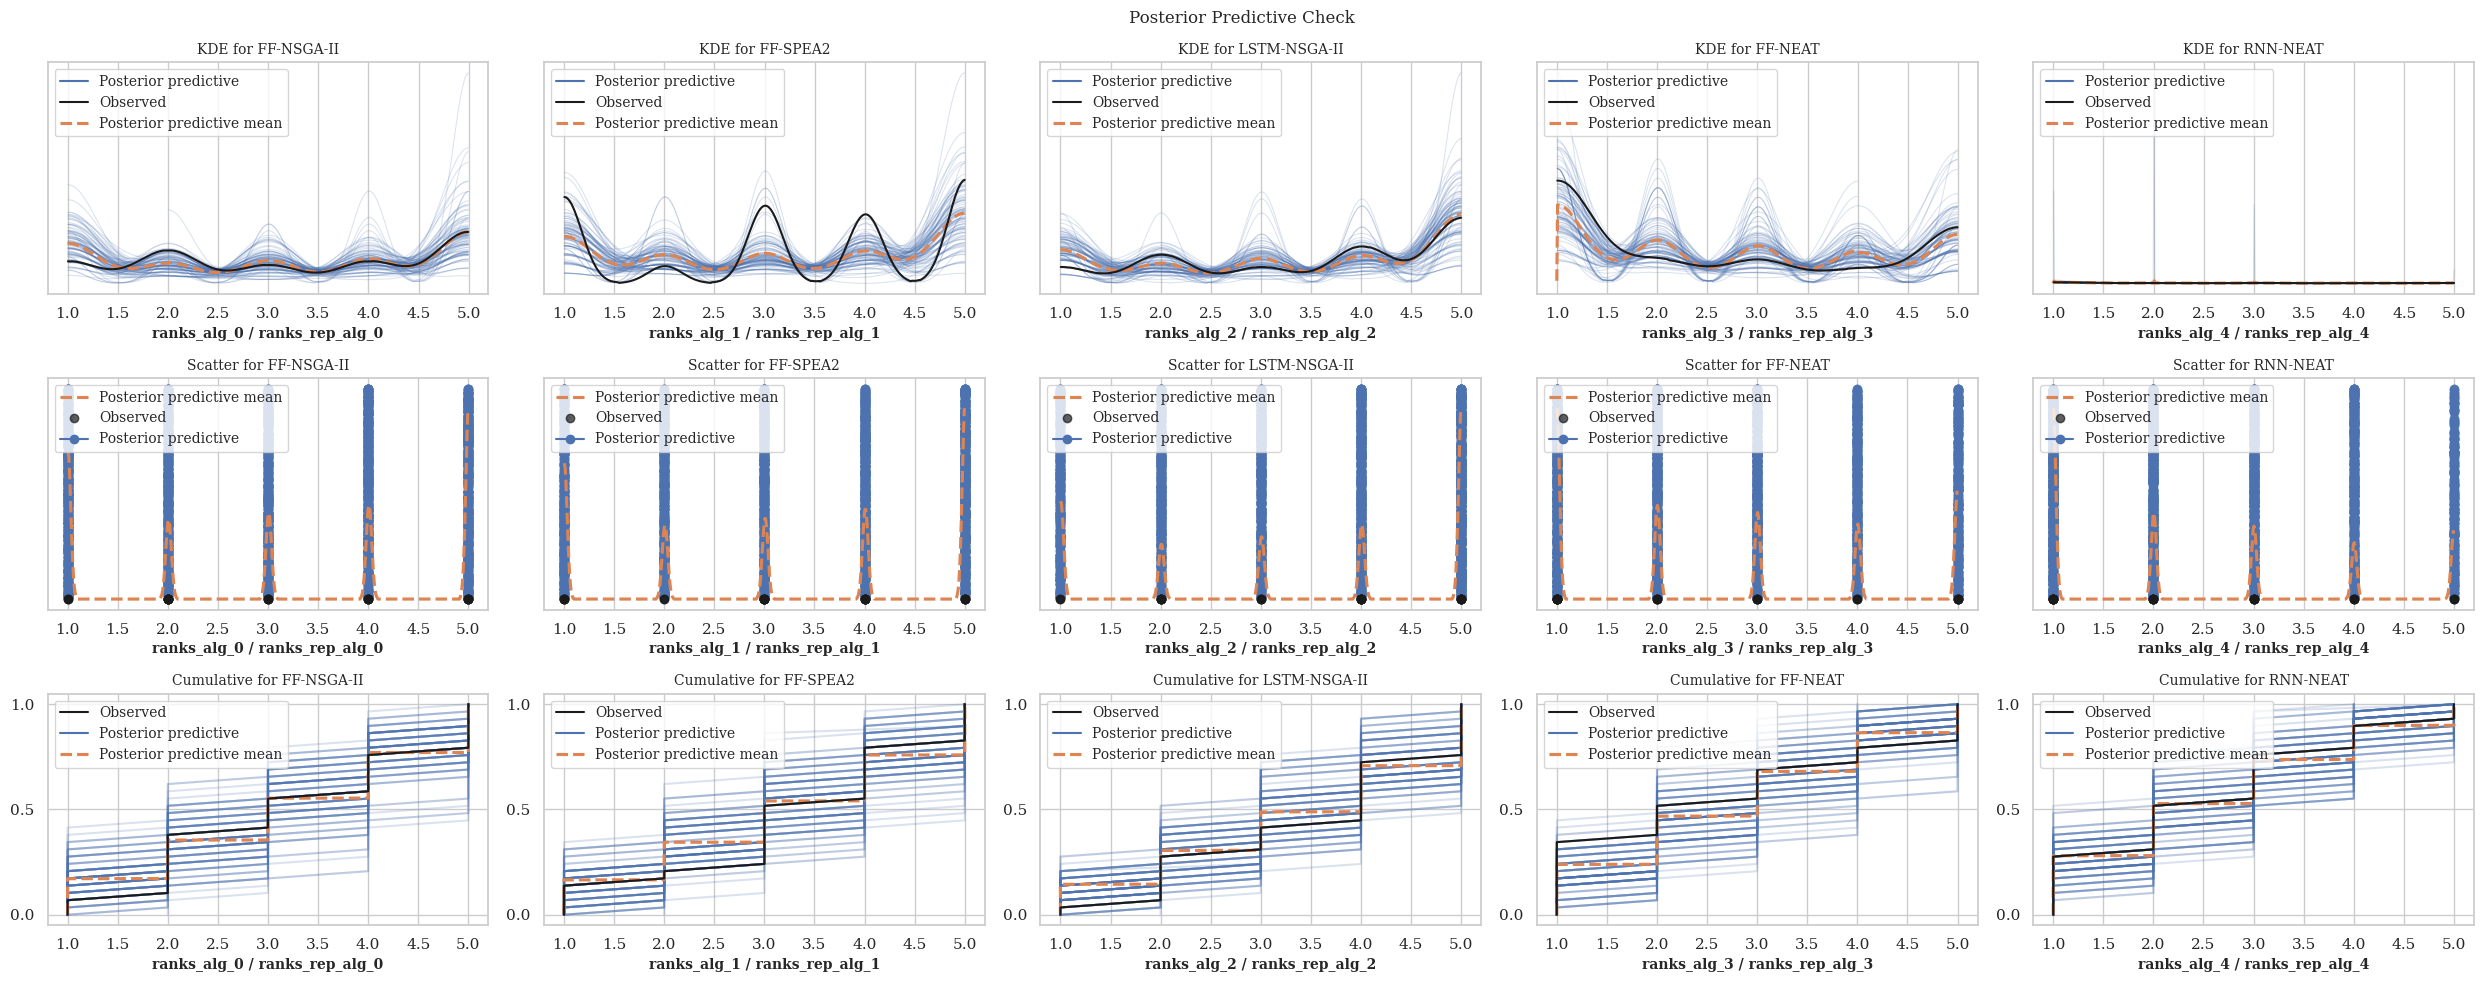 Posterior Predictive Check
KDE for FF-NSGA-II
Posterior predictive
Observed
Posterior predictive mean
1.0 1.5 2.0 2.5 3.0 3.5 4.0 4.5 5.0
ranks_alg_0 / ranks_rep_alg_0
KDE for FF-SPEA2
Posterior predictive
Observed
Posterior predictive mean
1.0 1.5 2.0 2.5 3.0 3.5 4.0 4.5 5.0
ranks_alg_1 / ranks_rep_alg_1
KDE for LSTM-NSGA-II
Posterior predictive
Observed
Posterior predictive mean
1.0 1.5 2.0 2.5 3.0 3.5 4.0 4.5 5.0
ranks_alg_2 / ranks_rep_alg_2
KDE for FF-NEAT
Posterior predictive
Observed
Posterior predictive mean
1.0 1.5 2.0 2.5 3.0 3.5 4.0 4.5 5.0
ranks_alg_3 / ranks_rep_alg_3
KDE for RNN-NEAT
Posterior predictive
Observed
Posterior predictive mean
1.0 1.5 2.0 2.5 3.0 3.5 4.0 4.5 5.0
ranks_alg_4 / ranks_rep_alg_4
Scatter for FF-NSGA-II
Posterior predictive mean
Observed
Posterior predictive
1.0 1.5 2.0 2.5 3.0 3.5 4.0 4.5 5.0
ranks_alg_0 / ranks_rep_alg_0
Scatter for FF-SPEA2
Posterior predictive mean
Observed
Posterior predictive
1.0 1.5 2.0 2.5 3.0 3.5 4.0 4.5 5.0
ranks_alg_1 / ranks_rep_alg_1
Scatter for LSTM-NSGA-II
Posterior predictive mean
Observed
Posterior predictive
1.0 1.5 2.0 2.5 3.0 3.5 4.0 4.5 5.0
ranks_alg_2 / ranks_rep_alg_2
Scatter for FF-NEAT
Posterior predictive mean
Observed
Posterior predictive
1.0 1.5 2.0 2.5 3.0 3.5 4.0 4.5 5.0
ranks_alg_3 / ranks_rep_alg_3
Scatter for RNN-NEAT
Posterior predictive mean
Observed
Posterior predictive
1.0 1.5 2.0 2.5 3.0 3.5 4.0 4.5 5.0
ranks_alg_4 / ranks_rep_alg_4
Cumulative for FF-NSGA-II
1.0
0.5
0.0
Observed
Posterior predictive
Posterior predictive mean
1.0 1.5 2.0 2.5 3.0 3.5 4.0 4.5 5.0
ranks_alg_0 / ranks_rep_alg_0
Cumulative for FF-SPEA2
1.0
0.5
0.0
Observed
Posterior predictive
Posterior predictive mean
1.0 1.5 2.0 2.5 3.0 3.5 4.0 4.5 5.0
ranks_alg_1 / ranks_rep_alg_1
Cumulative for LSTM-NSGA-II
1.0
0.5
0.0
Observed
Posterior predictive
Posterior predictive mean
1.0 1.5 2.0 2.5 3.0 3.5 4.0 4.5 5.0
ranks_alg_2 / ranks_rep_alg_2
Cumulative for FF-NEAT
1.0
0.5
0.0
Observed
Posterior predictive
Posterior predictive mean
1.0 1.5 2.0 2.5 3.0 3.5 4.0 4.5 5.0
ranks_alg_3 / ranks_rep_alg_3
Cumulative for RNN-NEAT
1.0
0.5
0.0
Observed
Posterior predictive
Posterior predictive mean
1.0 1.5 2.0 2.5 3.0 3.5 4.0 4.5 5.0
ranks_alg_4 / ranks_rep_alg_4